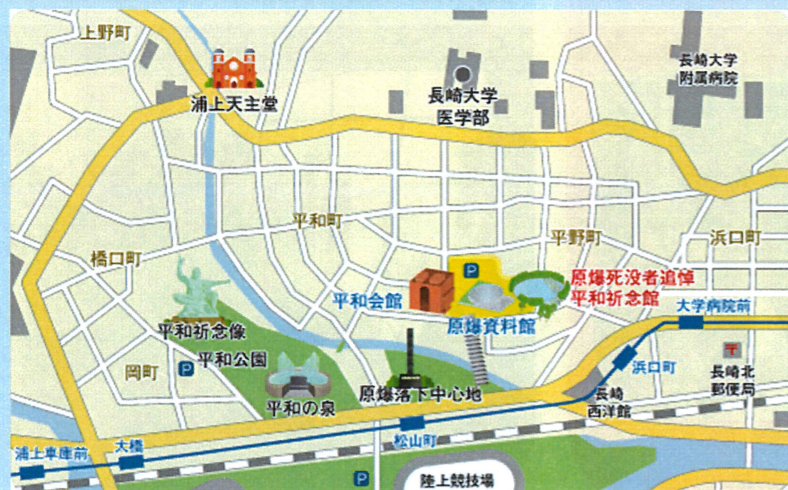 上野町
浦上天主堂
長崎大学
医学部
長崎大学
附属病院
平和町
平野町
浜口町
橋口町
P
原爆死没者追悼
平和祈念館
平和会館
原爆資料館
大学病院前
平和祈念像
P
平和公園
岡町
平和の泉
原爆落下中心地
浜口町
〒
長崎北
郵便局
長崎
西洋館
松山町
大橋
浦上車庫前
P
陸上競技場